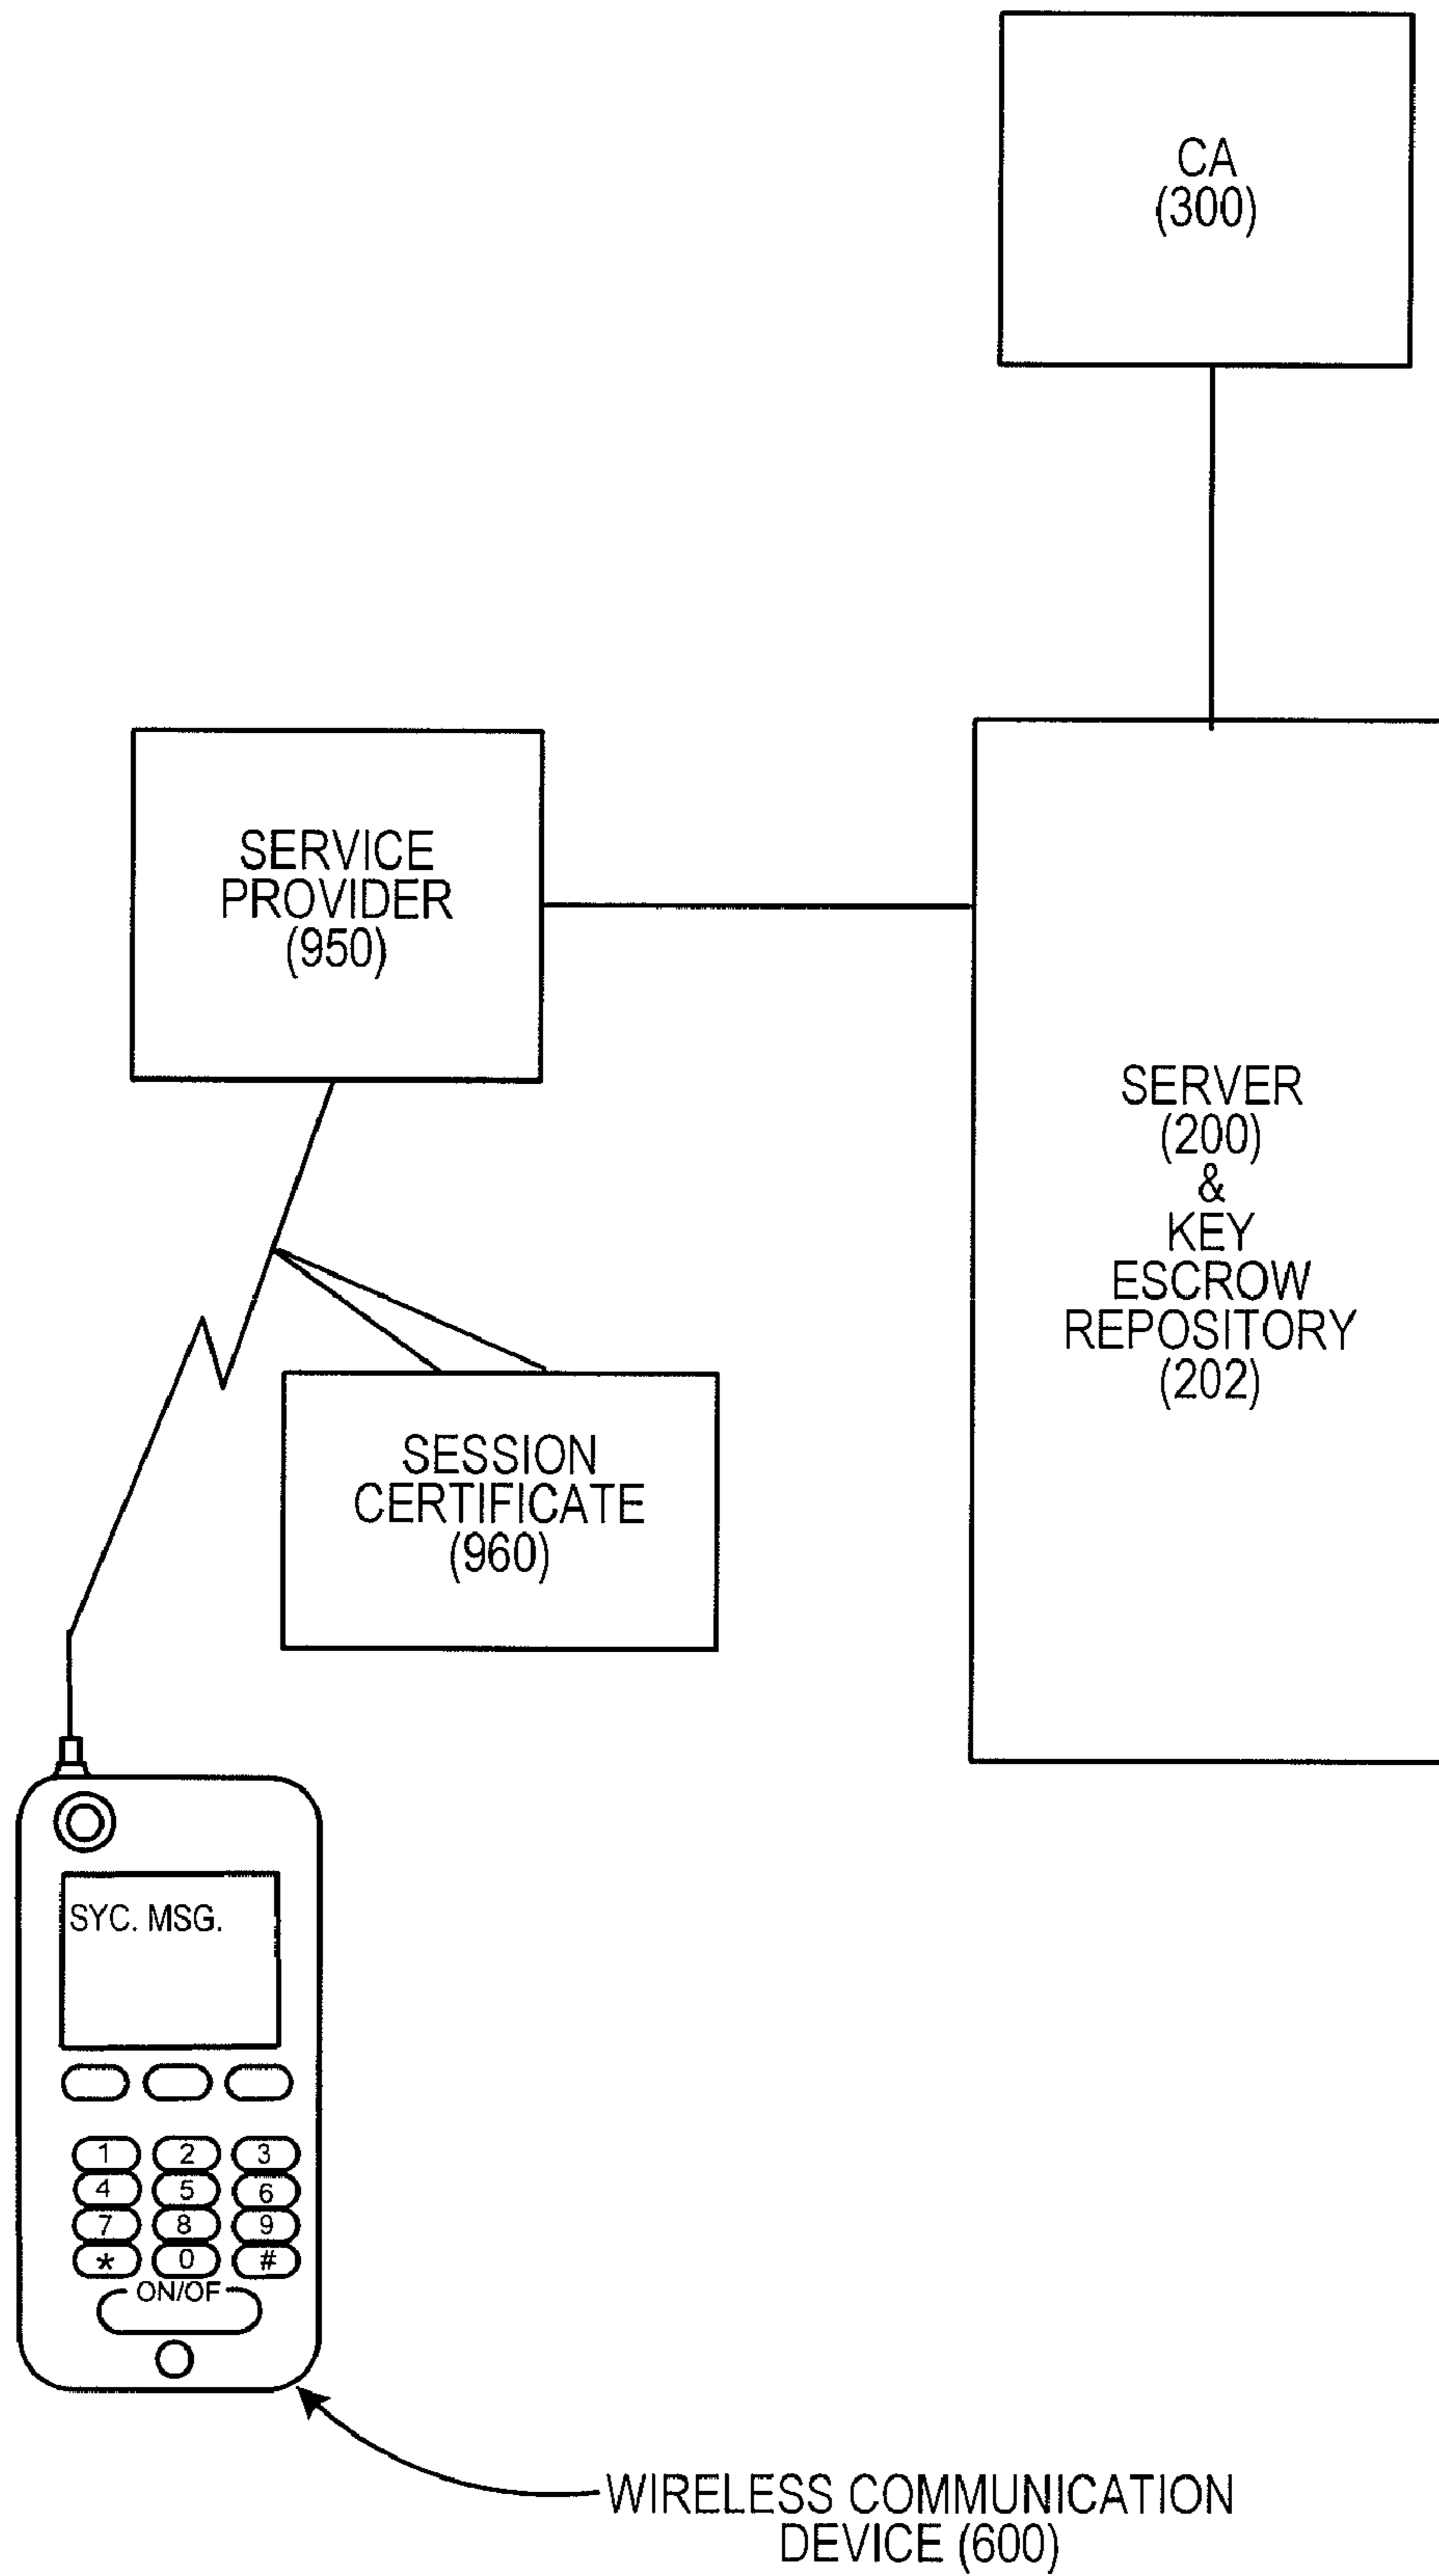 CA
(300)
SERVICE
PROVIDER
(950)
SERVER
(200)
&
KEY
ESCROW
REPOSITORY
(202)
SESSION
CERTIFICATE
(960)
SYC. MSG.
1 2 3
4 5 6
7 8 9
* 0 #
ON/OF
WIRELESS COMMUNICATION
DEVICE (600)